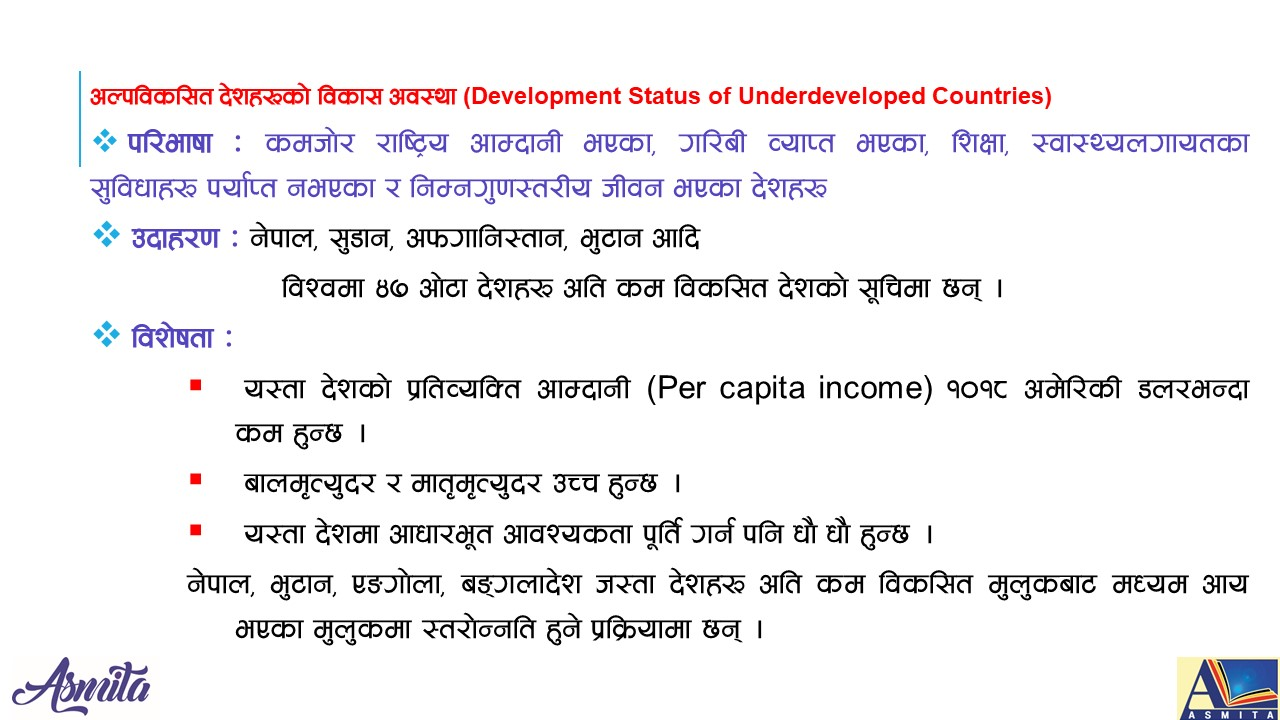 अल्पविकसित देशहरुको विकास अवस्था (Development Status of Underdeveloped Countries)
❖ परिभाषा : कमजोर राष्ट्रिय आम्दानी भएका, गरिबी व्याप्त भएका, शिक्षा, स्वास्थ्यलगायतका
सुविधाहरु पर्याप्त नभएका र निम्नगुणस्तरीय जीवन भएका देशहरु
❖ उदाहरण : नेपाल, सुडान, अफगानिस्तान, भुटान आदि
विश्वमा ४७ ओटा देशहरु अति कम विकसित देशको सूचिमा छन् ।
❖ विशेषता :
▪ यस्ता देशको प्रतिव्यक्ति आम्दानी (Per capita income) १०१८ अमेरिकी डलरभन्दा
कम हुन्छ ।
▪ बालमृत्युदर र मातृमृत्युदर उच्च हुन्छ ।
▪ यस्ता देशमा आधारभूत आवश्यकता पूर्ति गर्न पनि धौ धौ हुन्छ ।
नेपाल, भुटान, एङगोला, बङ्गलादेश जस्ता देशहरु अति कम विकसित मुलुकबाट मध्यम आय
भएका मुलुकमा स्तरोन्नति हुने प्रक्रियामा छन् ।
Asmita
ASMITA